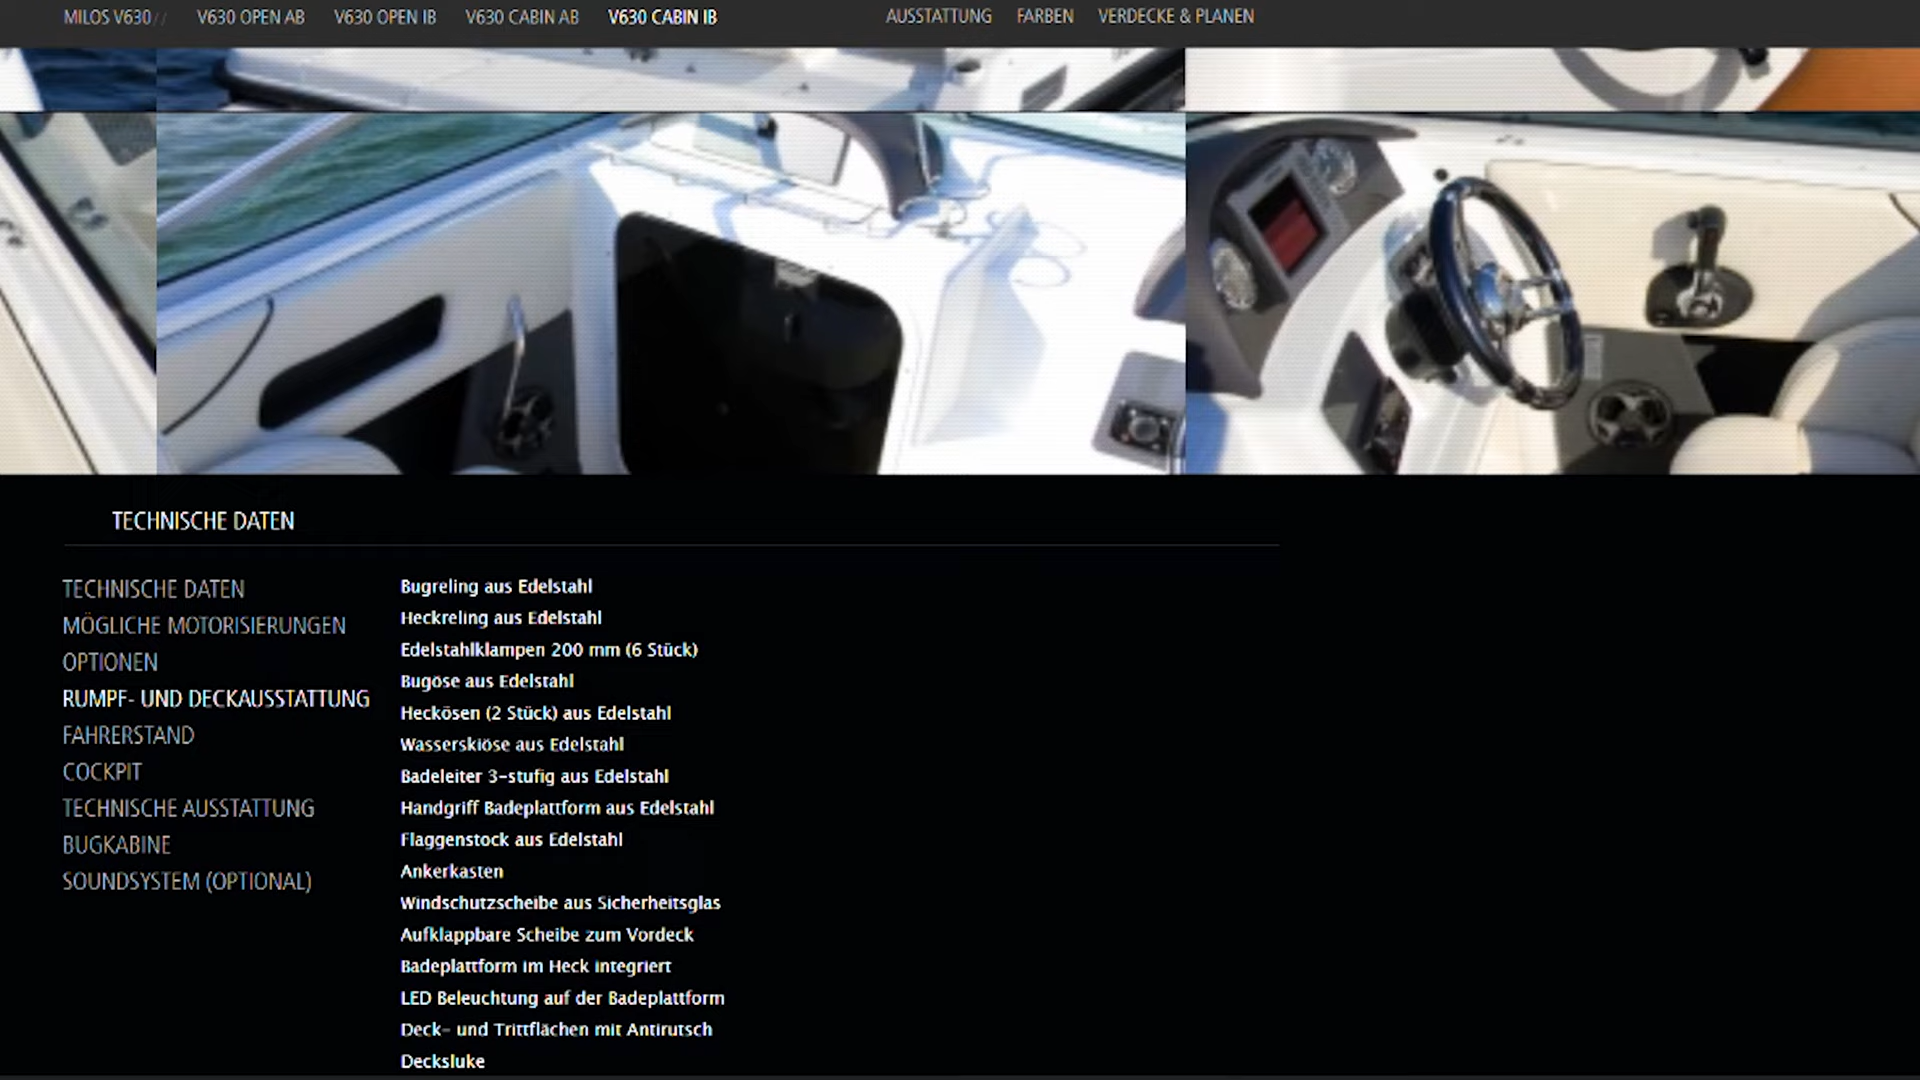 MILOS V630// V630 OPEN AB V630 OPEN IB V630 CABIN AB V630 CABIN IB AUSSTATTUNG FARBEN VERDECKE & PLANEN
TECHNISCHE DATEN
TECHNISCHE DATEN
MÖGLICHE MOTORISIERUNGEN
OPTIONEN
RUMPF- UND DECKAUSSTATTUNG
FAHRERSTAND
COCKPIT
TECHNISCHE AUSSTATTUNG
BUGKABINE
SOUNDSYSTEM (OPTIONAL)
Bugreling aus Edelstahl
Heckreling aus Edelstahl
Edelstahlklampen 200 mm (6 Stück)
Bugöse aus Edelstahl
Heckösen (2 Stück) aus Edelstahl
Wasserskiöse aus Edelstahl
Badeleiter 3-stufig aus Edelstahl
Handgriff Badeplattform aus Edelstahl
Flaggenstock aus Edelstahl
Ankerkasten
Windschutzscheibe aus Sicherheitsglas
Aufklappbare Scheibe zum Vordeck
Badeplattform im Heck integriert
LED Beleuchtung auf der Badeplattform
Deck- und Trittflächen mit Antirutsch
Decksluke